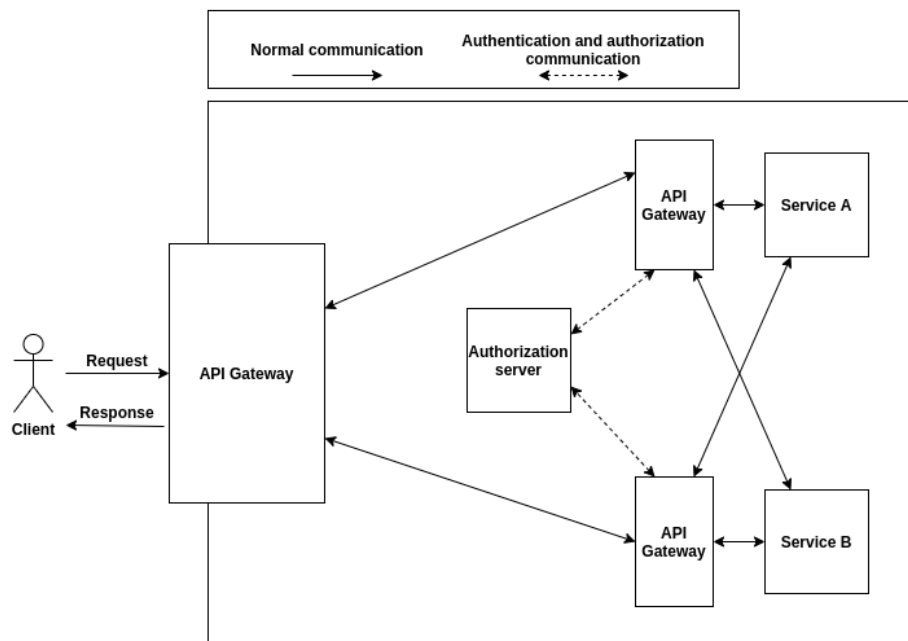 Normal communication
Authentication and authorization
communication
API
Gateway
Service A
API Gateway
Authorization
server
Request
Response
Client
API
Gateway
Service B